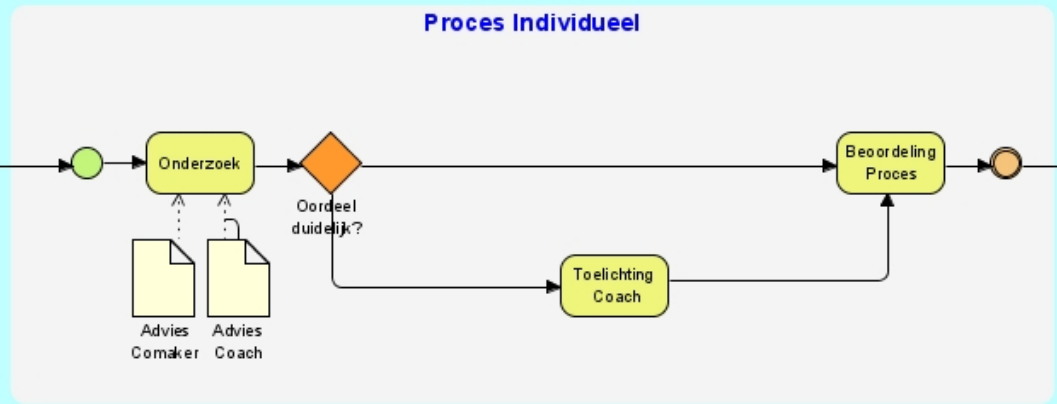 Proces Individueel
Onderzoek
Oordeel
duidelijk?
Beoordeling
Proces
Toelichting
Coach
Advies
Comaker
Advies
Coach